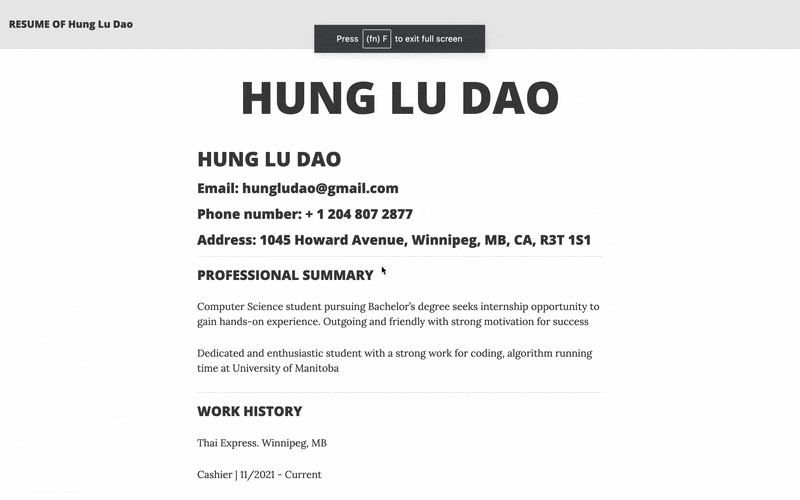 RESUME OF Hung Lu Dao
Press (fn) F to exit full screen
HUNG LU DAO
HUNG LU DAO
Email: hungludao@gmail.com
Phone number: + 1 204 807 2877
Address: 1045 Howard Avenue, Winnipeg, MB, CA, R3T 1S1
PROFESSIONAL SUMMARY
Computer Science student pursuing Bachelor’s degree seeks internship opportunity to
gain hands-on experience. Outgoing and friendly with strong motivation for success
Dedicated and enthusiastic student with a strong work for coding, algorithm running
time at University of Manitoba
WORK HISTORY
Thai Express. Winnipeg, MB
Cashier | 11/2021 - Current